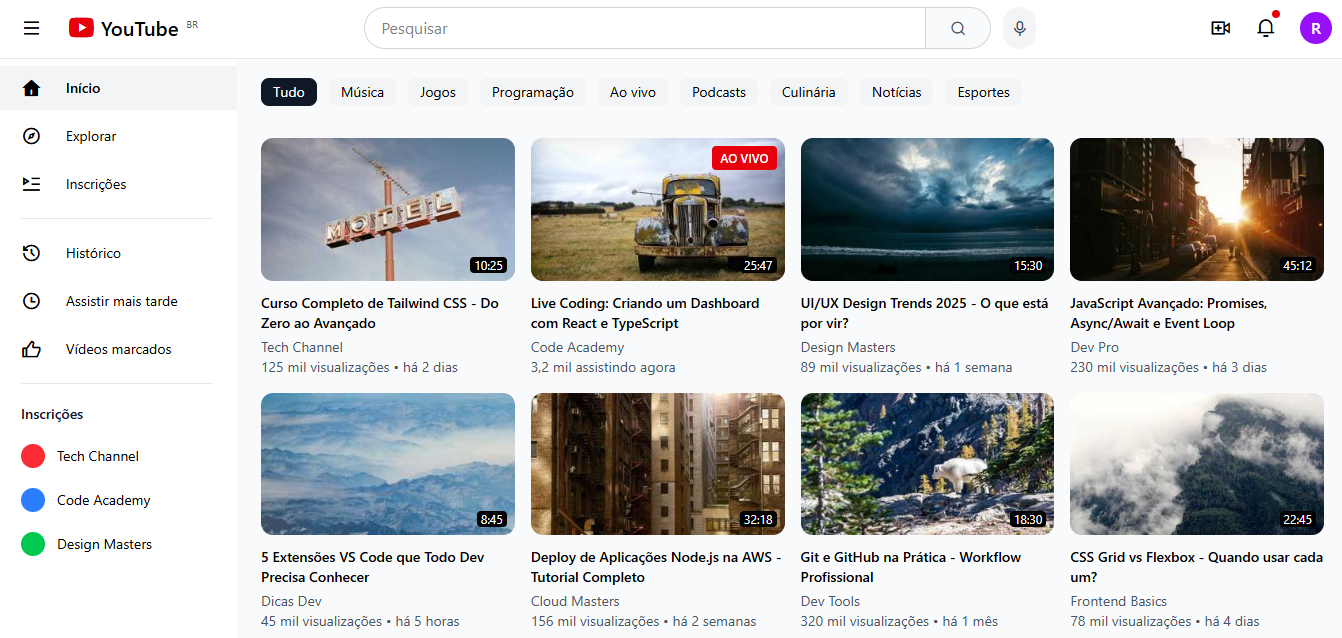 YouTube BR
Pesquisar
R
Início
Explorar
Inscrições
Histórico
Assistir mais tarde
Vídeos marcados
Inscrições
Tech Channel
Code Academy
Design Masters
Tudo
Música
Jogos
Programação
Ao vivo
Podcasts
Culinária
Notícias
Esportes
MOTEL
10:25
Curso Completo de Tailwind CSS - Do
Zero ao Avançado
Tech Channel
125 mil visualizações • há 2 dias
AO VIVO
25:47
Live Coding: Criando um Dashboard
com React e TypeScript
Code Academy
3,2 mil assistindo agora
15:30
UI/UX Design Trends 2025 - O que está
por vir?
Design Masters
89 mil visualizações • há 1 semana
45:12
JavaScript Avançado: Promises,
Async/Await e Event Loop
Dev Pro
230 mil visualizações • há 3 dias
8:45
5 Extensões VS Code que Todo Dev
Precisa Conhecer
Dicas Dev
45 mil visualizações • há 5 horas
32:18
Deploy de Aplicações Node.js na AWS -
Tutorial Completo
Cloud Masters
156 mil visualizações • há 2 semanas
18:30
Git e GitHub na Prática - Workflow
Profissional
Dev Tools
320 mil visualizações • há 1 mês
22:45
CSS Grid vs Flexbox - Quando usar cada
um?
Frontend Basics
78 mil visualizações • há 4 dias